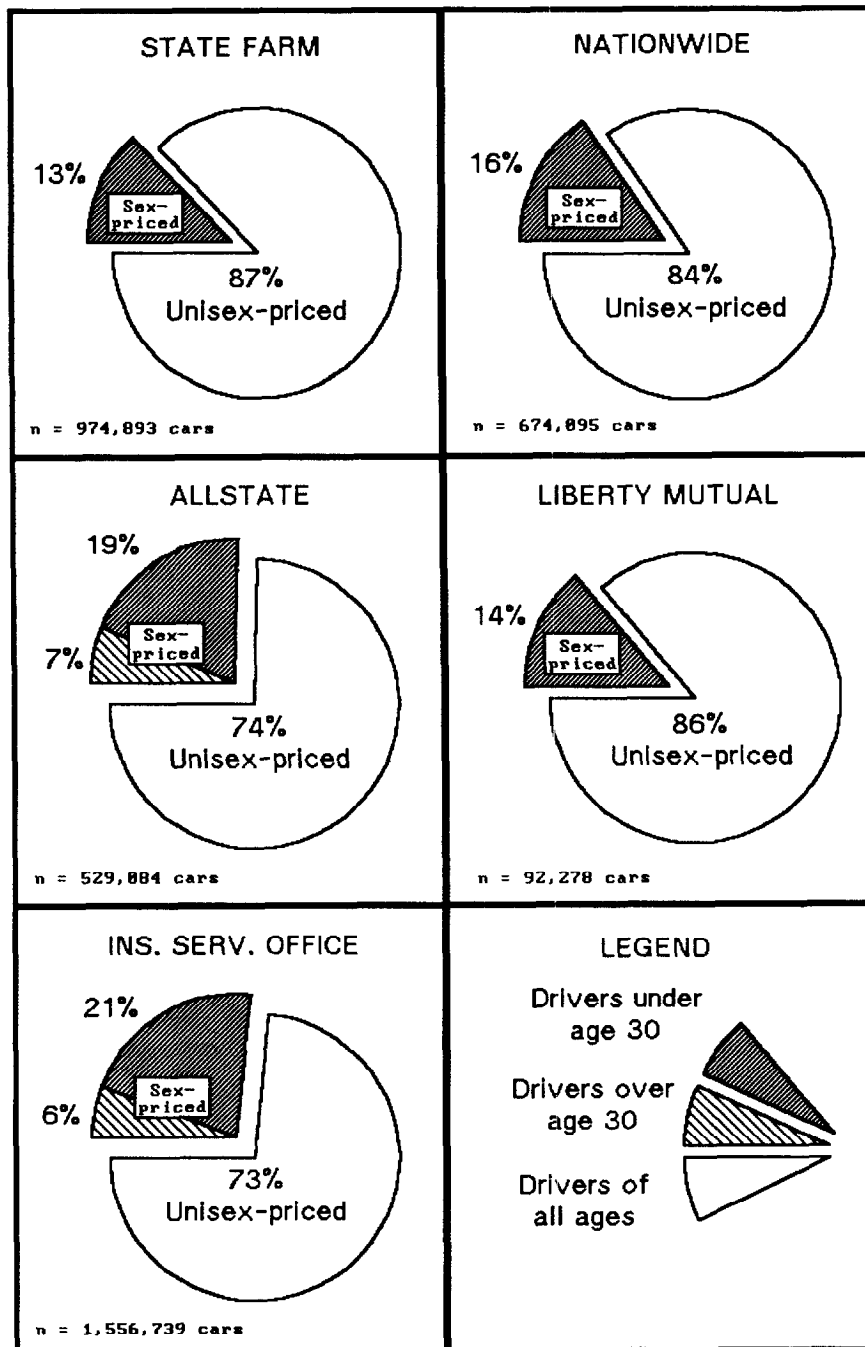 STATE FARM
13%
Sex-
priced
87%
Unisex-priced
n = 974,893 cars
NATIONWIDE
16%
Sex-
priced
84%
Unisex-priced
n = 674,095 cars
ALLSTATE
19%
7%
Sex-
priced
74%
Unisex-priced
n = 529,084 cars
LIBERTY MUTUAL
14%
Sex-
priced
86%
Unisex-priced
n = 92,278 cars
INS. SERV. OFFICE
21%
6%
Sex-
priced
73%
Unisex-priced
n = 1,556,739 cars
LEGEND
Drivers under
age 30
Drivers over
age 30
Drivers of
all ages